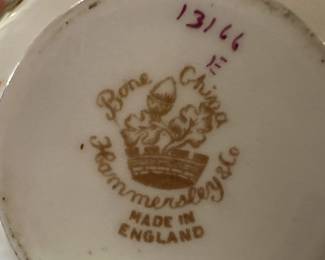 13166
E
Bone China
Hammersley & Co
MADE IN
ENGLAND